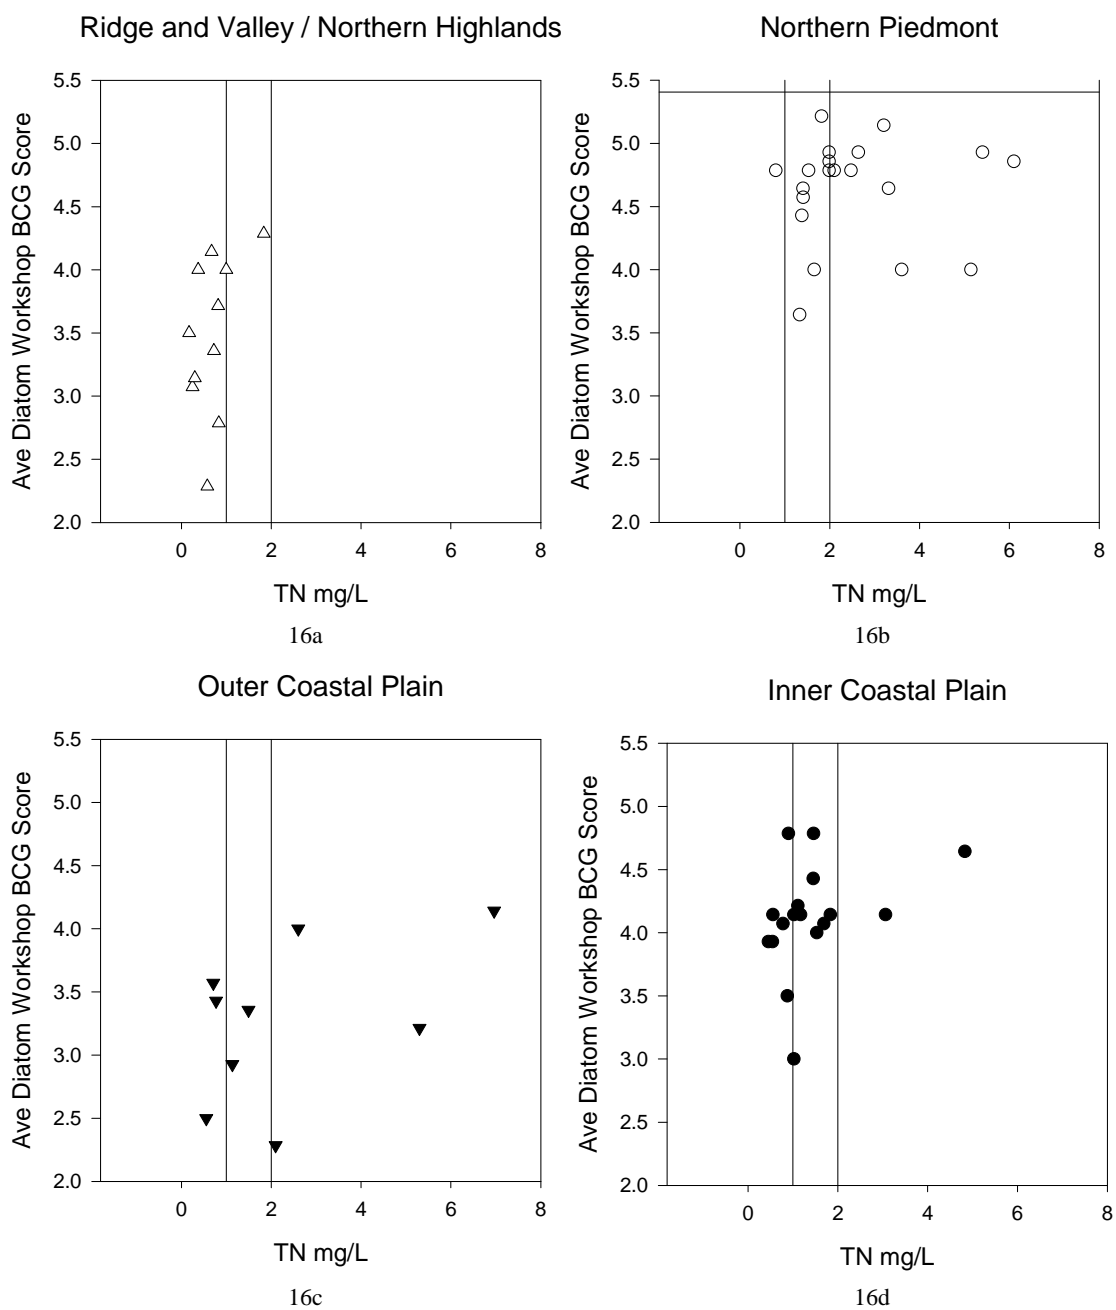 Ridge and Valley / Northern Highlands
Ave Diatom Workshop BCG Score
5.5
5.0
4.5
4.0
3.5
3.0
2.5
2.0
0 2 4 6 8
TN mg/L
16a
Northern Piedmont
Ave Diatom Workshop BCG Score
5.5
5.0
4.5
4.0
3.5
3.0
2.5
2.0
0 2 4 6 8
TN mg/L
16b
Outer Coastal Plain
Ave Diatom Workshop BCG Score
5.5
5.0
4.5
4.0
3.5
3.0
2.5
2.0
0 2 4 6 8
TN mg/L
16c
Inner Coastal Plain
Ave Diatom Workshop BCG Score
5.5
5.0
4.5
4.0
3.5
3.0
2.5
2.0
0 2 4 6 8
TN mg/L
16d